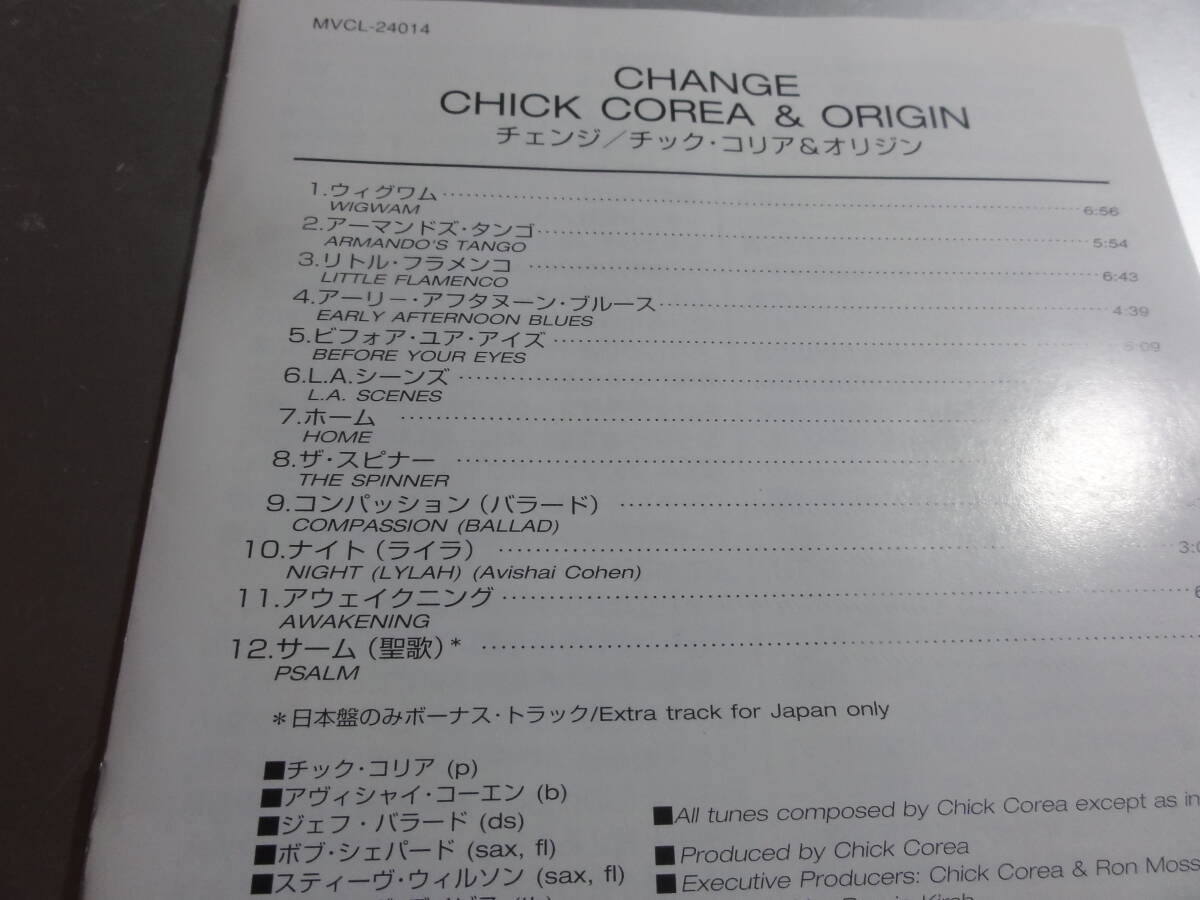 MVCL-24014
CHANGE
CHICK COREA & ORIGIN
チェンジ／チック・コリア&オリジン
1.ウィグワム 6:56
WIGWAM
2.アーマンドズ・タンゴ 5:54
ARMANDO'S TANGO
3.リトル・フラメンコ 6:43
LITTLE FLAMENCO
4.アーリー・アフタヌーン・ブルース 4:39
EARLY AFTERNOON BLUES
5.ビフォア・ユア・アイズ
BEFORE YOUR EYES
6.L.A.シーンズ
L.A. SCENES
7.ホーム
HOME
8.ザ・スピナー
THE SPINNER
9.コンパッション（バラード）
COMPASSION (BALLAD)
10.ナイト（ライラ） 3:0
NIGHT (LYLAH) (Avishai Cohen)
11.アウェイクニング 6
AWAKENING
12.サーム（聖歌）*
PSALM
*日本盤のみボーナス・トラック/Extra track for Japan only
■チック・コリア (p)
■アヴィシャイ・コーエン (b)
■ジェフ・バラード (ds)
■ボブ・シェパード (sax, fl)
■スティーヴ・ウィルソン (sax, fl)
■All tunes composed by Chick Corea except as in
■Produced by Chick Corea
■Executive Producers: Chick Corea & Ron Moss